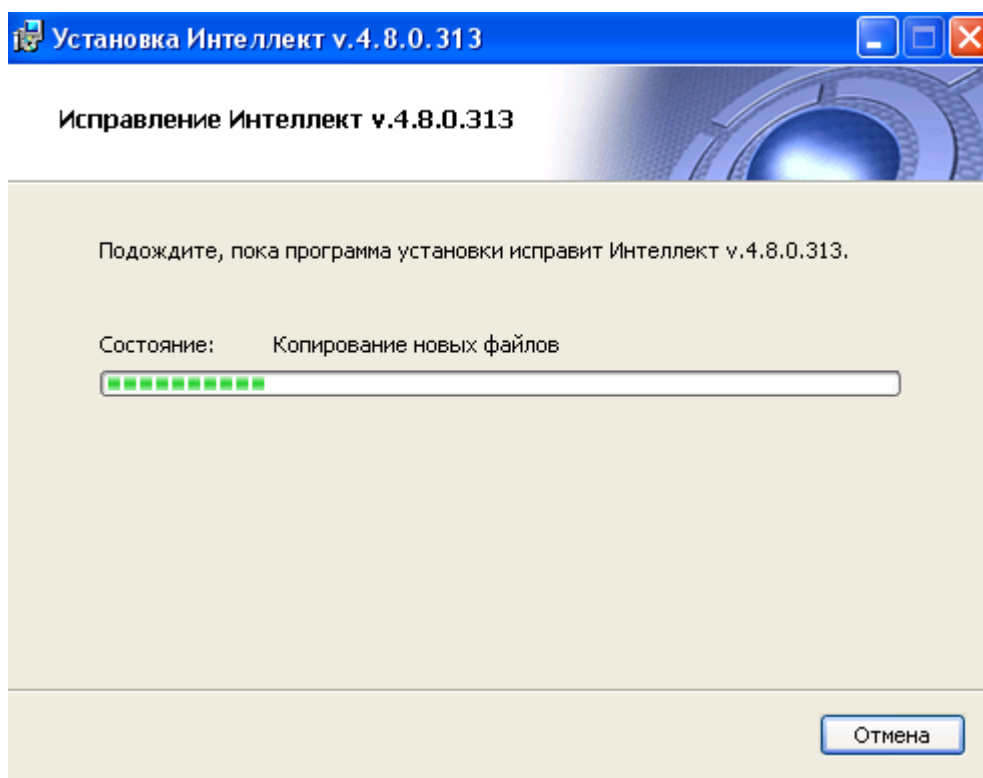 Установка Интеллект v.4.8.0.313
Исправление Интеллект v.4.8.0.313
Подождите, пока программа установки исправит Интеллект v.4.8.0.313.
Состояние: Копирование новых файлов
Отмена